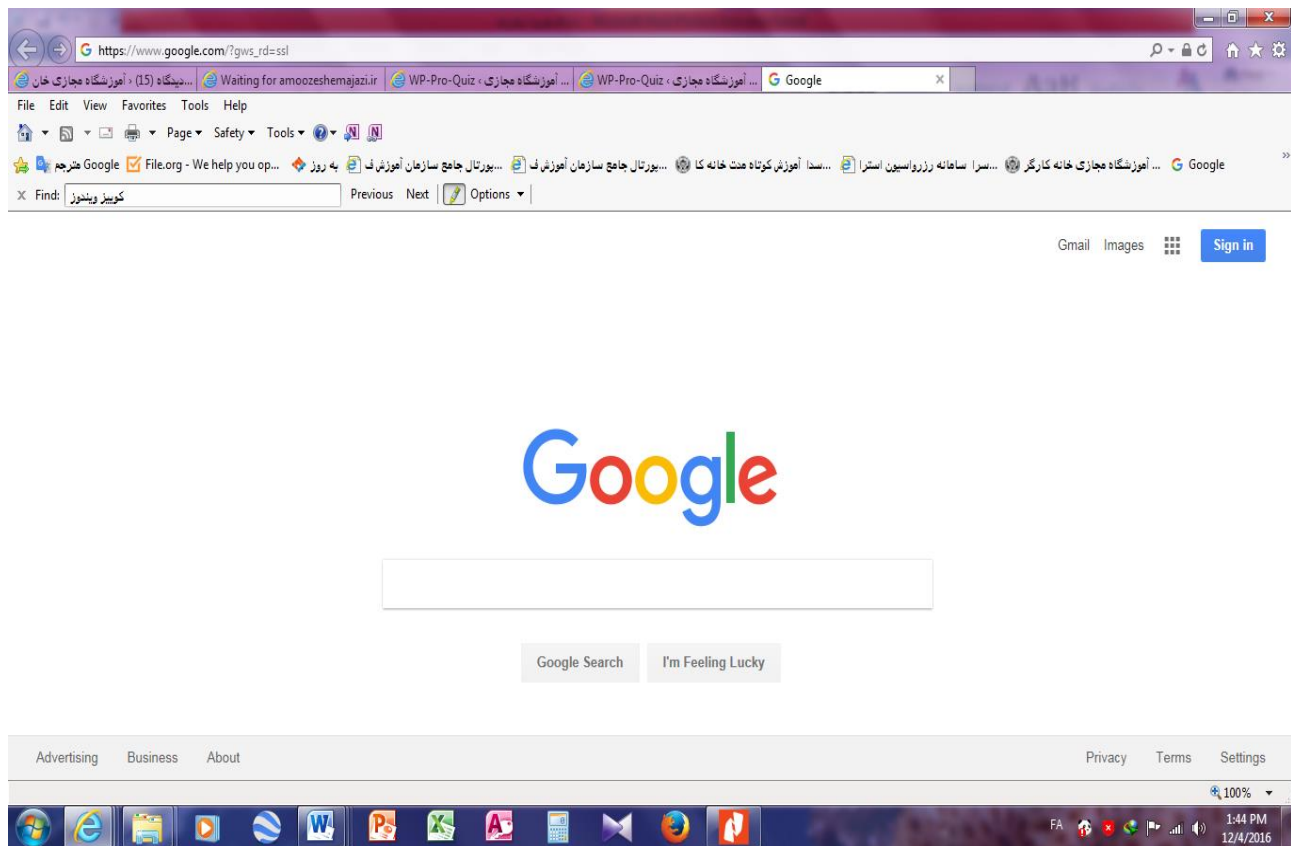 https://www.google.com/?gws_rd=ssl
...دیدگاه (15) ‹ آموزشگاه مجازی خان
Waiting for amoozeshemajazi.ir
WP-Pro-Quiz ‹ آموزشگاه مجازی ...
WP-Pro-Quiz ‹ آموزشگاه مجازی ...
Google
File Edit View Favorites Tools Help
Page Safety Tools
مترجم Google
File.org - We help you op...
به روز
...پورتال جامع سازمان آموزش ف
...پورتال جامع سازمان آموزش ف
...سدا آموزش کوتاه مدت خانه کا
...سرا سامانه رزرواسیون استرا
آموزشگاه مجازی خانه کارگر ...
Google
x Find: کوییز ویندوز Previous Next Options
Gmail Images Sign in
Google
Google Search I'm Feeling Lucky
Advertising Business About Privacy Terms Settings
100%
FA 1:44 PM
12/4/2016